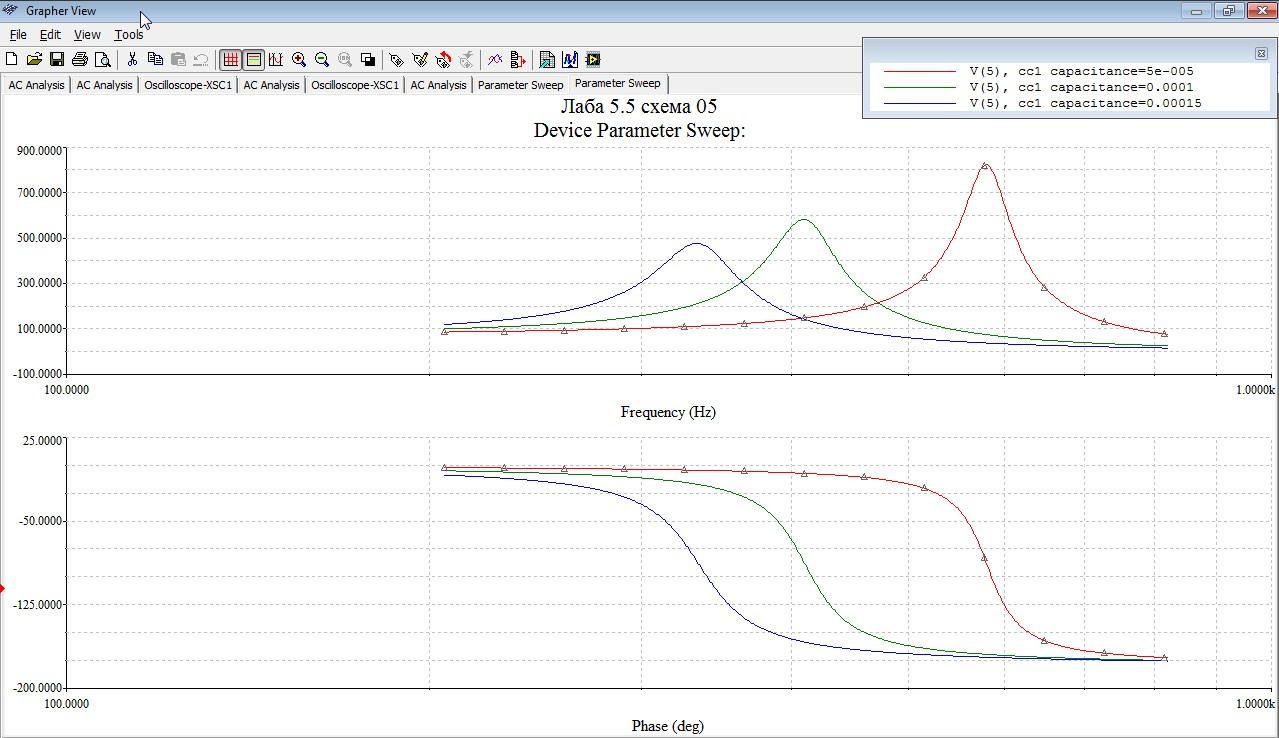 Grapher View
File Edit View Tools
AC Analysis AC Analysis Oscilloscope-XSC1 AC Analysis Oscilloscope-XSC1 AC Analysis Parameter Sweep Parameter Sweep
V(5), cc1 capacitance=5e-005
V(5), cc1 capacitance=0.0001
V(5), cc1 capacitance=0.00015
Лаба 5.5 схема 05
Device Parameter Sweep:
900.0000
700.0000
500.0000
300.0000
100.0000
-100.0000
100.0000 1.0000k
Frequency (Hz)
25.0000
-50.0000
-125.0000
-200.0000
100.0000 1.0000k
Phase (deg)